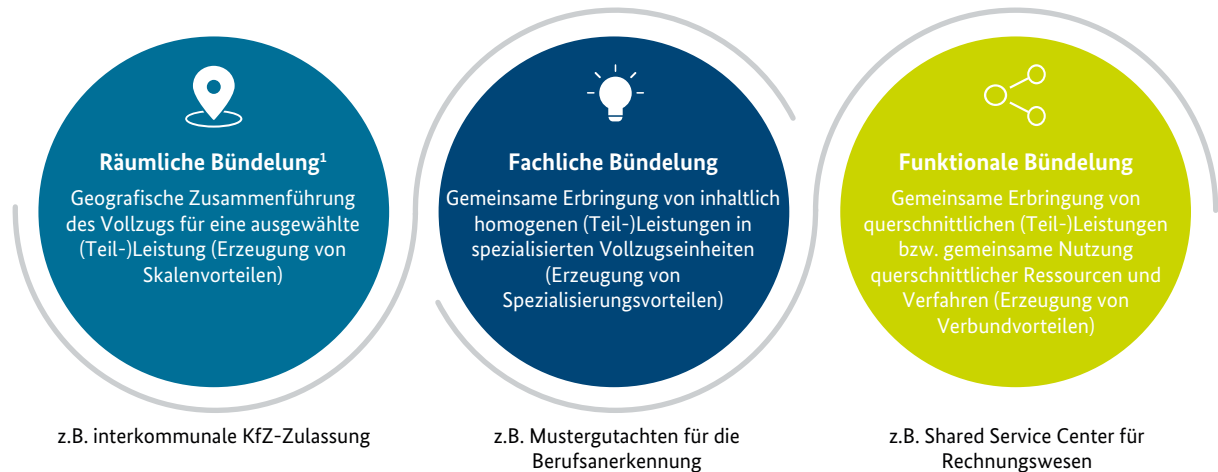 Räumliche Bündelung¹
Geografische Zusammenführung
des Vollzugs für eine ausgewählte
(Teil-)Leistung (Erzeugung von
Skalenvorteilen)
z.B. interkommunale KfZ-Zulassung
Fachliche Bündelung
Gemeinsame Erbringung von inhaltlich
homogenen (Teil-)Leistungen in
spezialisierten Vollzugseinheiten
(Erzeugung von
Spezialisierungsvorteilen)
z.B. Mustergutachten für die
Berufsanerkennung
Funktionale Bündelung
Gemeinsame Erbringung von
querschnittlichen (Teil-)Leistungen
bzw. gemeinsame Nutzung
querschnittlicher Ressourcen und
Verfahren (Erzeugung von
Verbundvorteilen)
z.B. Shared Service Center für
Rechnungswesen